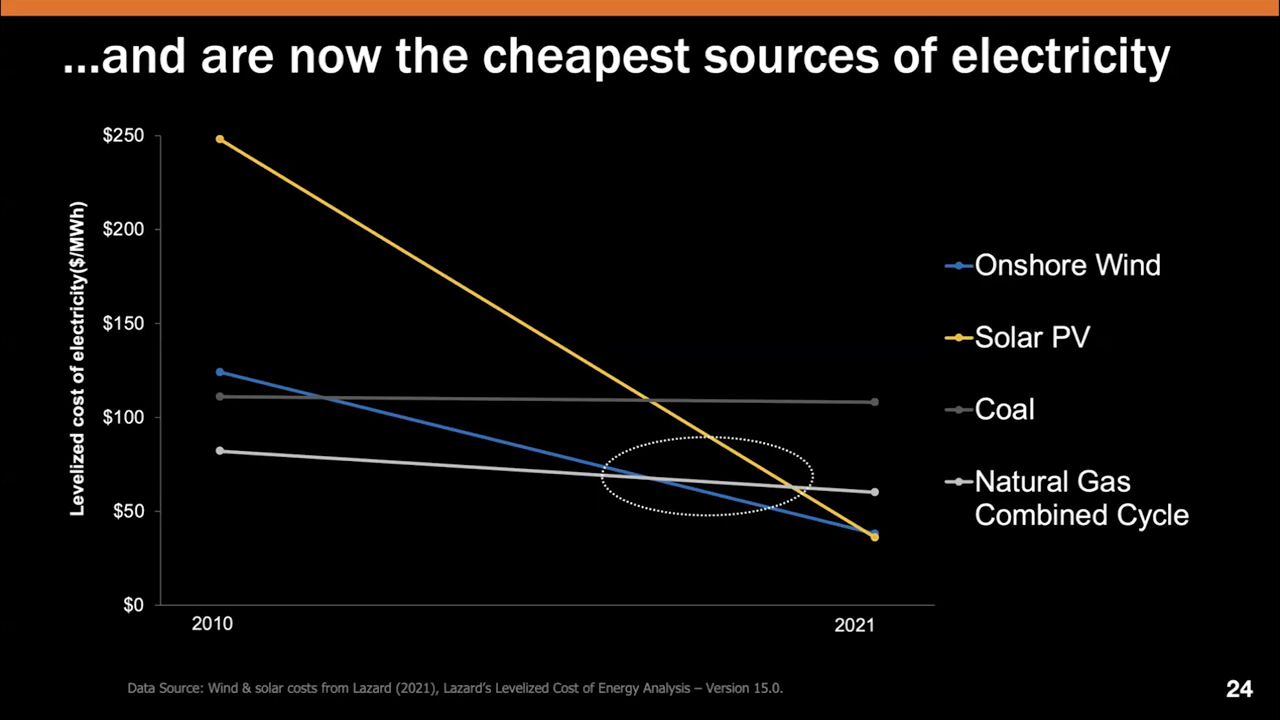 ...and are now the cheapest sources of electricity
$250
$200
$150
$100
$50
$0
Levelized cost of electricity($/MWh)
2010
2021
Onshore Wind
Solar PV
Coal
Natural Gas
Combined Cycle
Data Source: Wind & solar costs from Lazard (2021), Lazard's Levelized Cost of Energy Analysis – Version 15.0.
24